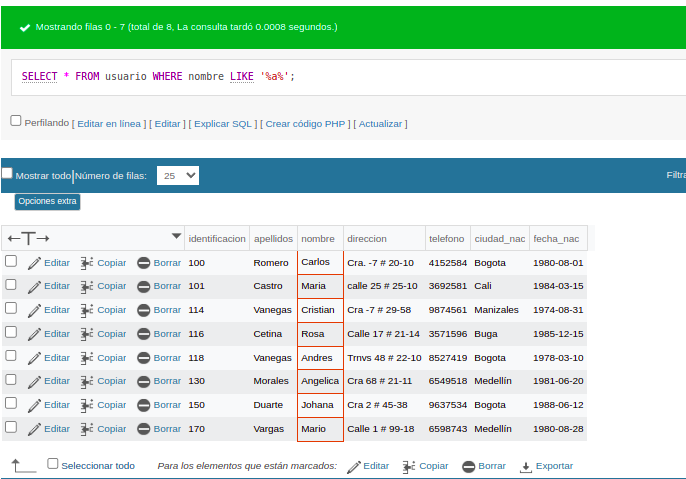 Mostrando filas 0 - 7 (total de 8, La consulta tardó 0.0008 segundos.)
SELECT * FROM usuario WHERE nombre LIKE '%a%';
Perfilando [ Editar en línea ] [ Editar ] [ Explicar SQL ] [ Crear código PHP ] [ Actualizar ]
Mostrar todo | Número de filas: 25 Filtra
Opciones extra
←T→ identificacion apellidos nombre direccion telefono ciudad_nac fecha_nac
Editar Copiar Borrar 100 Romero Carlos Cra. -7 # 20-10 4152584 Bogota 1980-08-01
Editar Copiar Borrar 101 Castro Maria calle 25 # 25-10 3692581 Cali 1984-03-15
Editar Copiar Borrar 114 Vanegas Cristian Cra -7 # 29-58 9874561 Manizales 1974-08-31
Editar Copiar Borrar 116 Cetina Rosa Calle 17 # 21-14 3571596 Buga 1985-12-15
Editar Copiar Borrar 118 Vanegas Andres Trnvs 48 # 22-10 8527419 Bogota 1978-03-10
Editar Copiar Borrar 130 Morales Angelica Cra 68 # 21-11 6549518 Medellín 1981-06-20
Editar Copiar Borrar 150 Duarte Johana Cra 2 # 45-38 9637534 Bogota 1988-06-12
Editar Copiar Borrar 170 Vargas Mario Calle 1 # 99-18 6598743 Medellín 1980-08-28
Seleccionar todo Para los elementos que están marcados: Editar Copiar Borrar Exportar